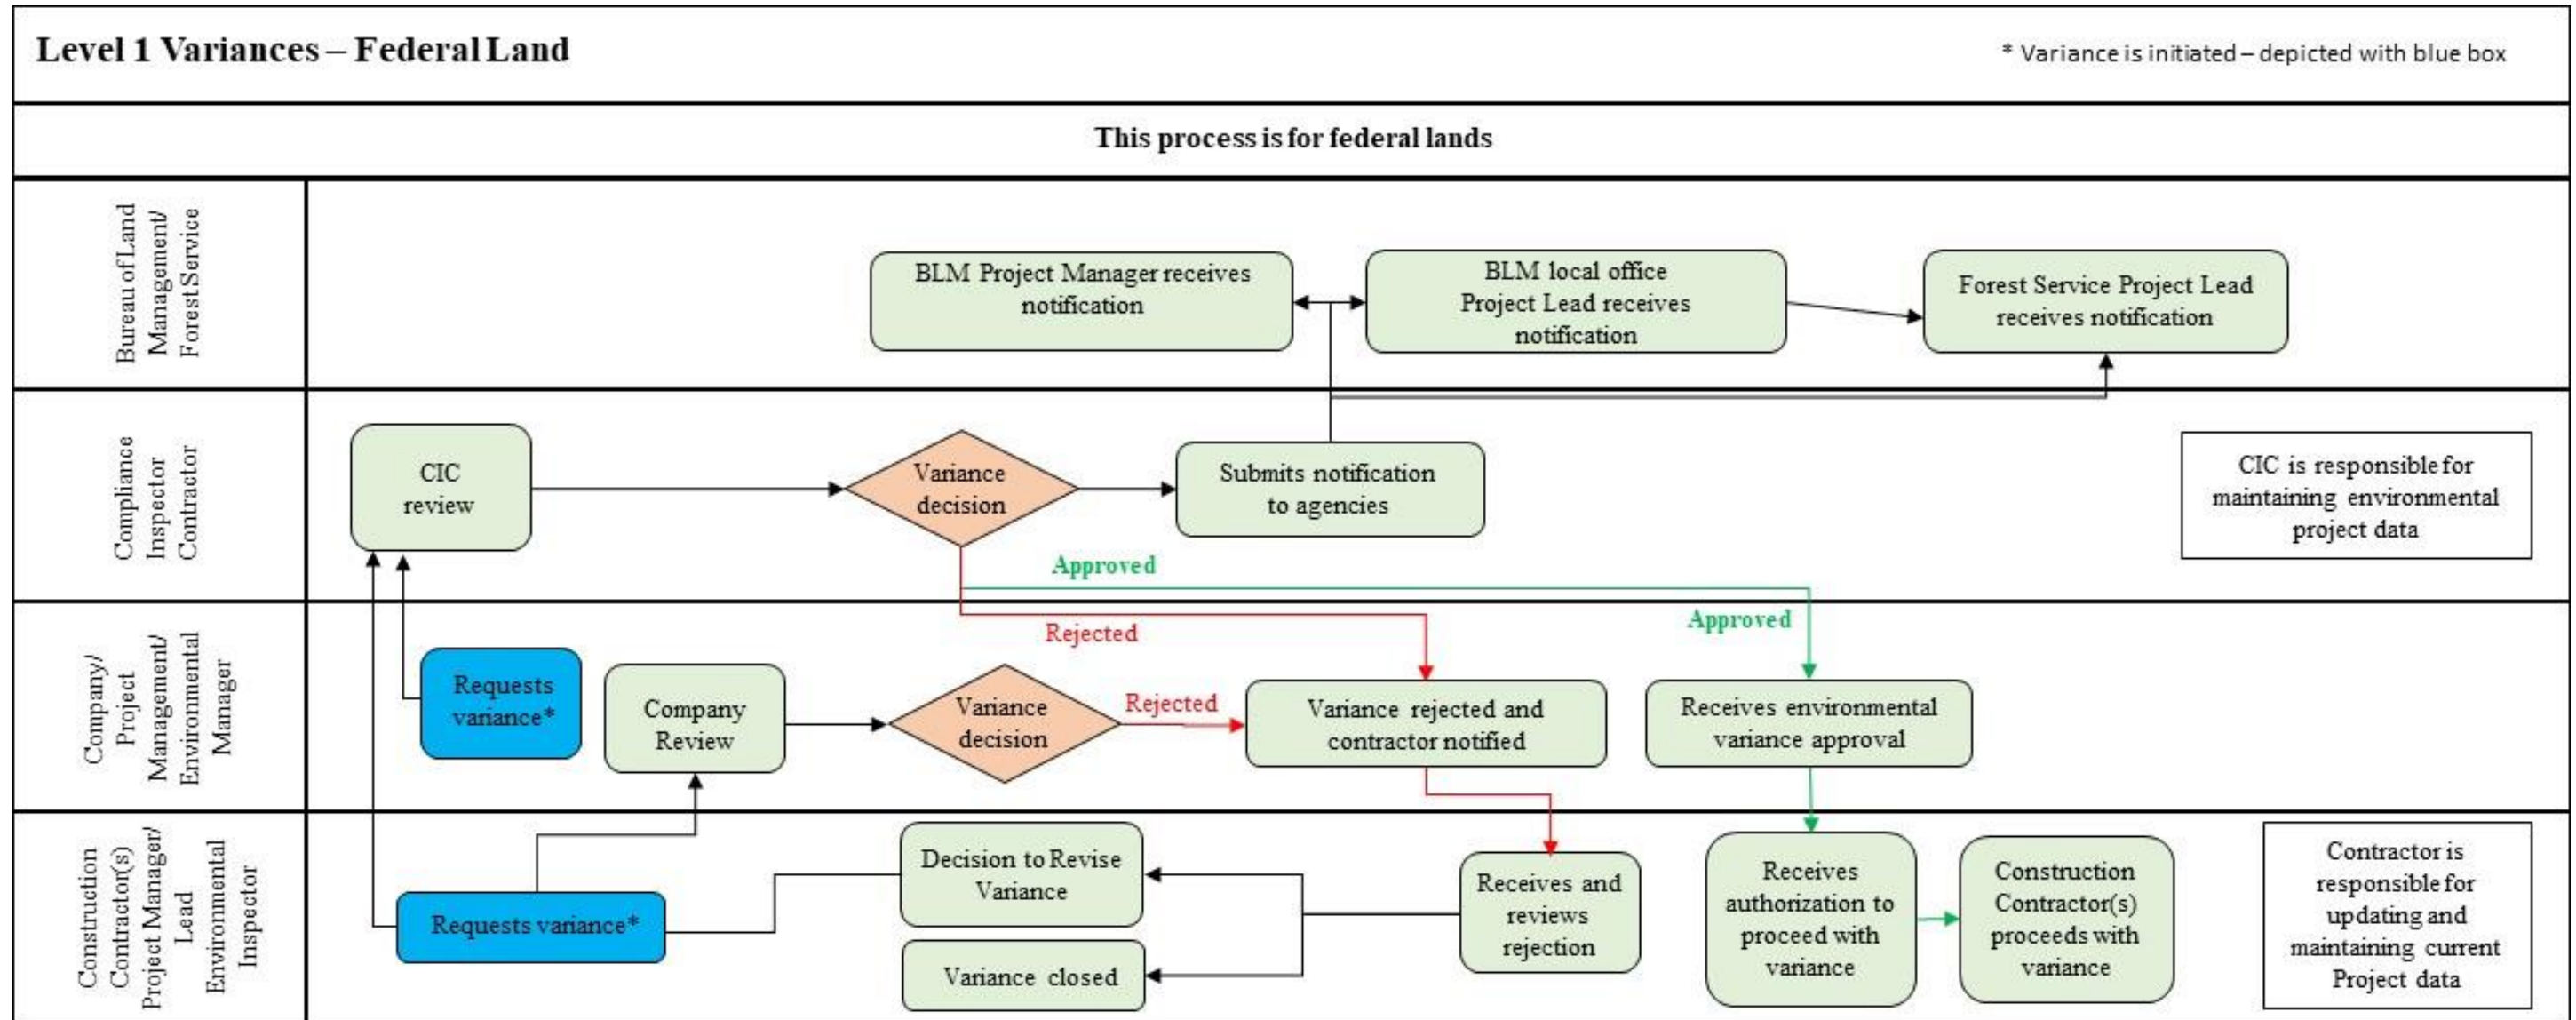 Level 1 Variances – Federal Land
* Variance is initiated – depicted with blue box
This process is for federal lands
Bureau of Land
Management/
Forest Service
BLM Project Manager receives
notification
BLM local office
Project Lead receives
notification
Forest Service Project Lead
receives notification
Compliance
Inspector
Contractor
CIC
review
Variance
decision
Submits notification
to agencies
CIC is responsible for
maintaining environmental
project data
Approved
Rejected
Approved
Company/
Project
Management/
Environmental
Manager
Requests
variance*
Company
Review
Variance
decision
Rejected
Variance rejected and
contractor notified
Receives environmental
variance approval
Construction
Contractor(s)
Project Manager/
Lead
Environmental
Inspector
Requests variance*
Decision to Revise
Variance
Variance closed
Receives and
reviews
rejection
Receives
authorization to
proceed with
variance
Construction
Contractor(s)
proceeds with
variance
Contractor is
responsible for
updating and
maintaining current
Project data